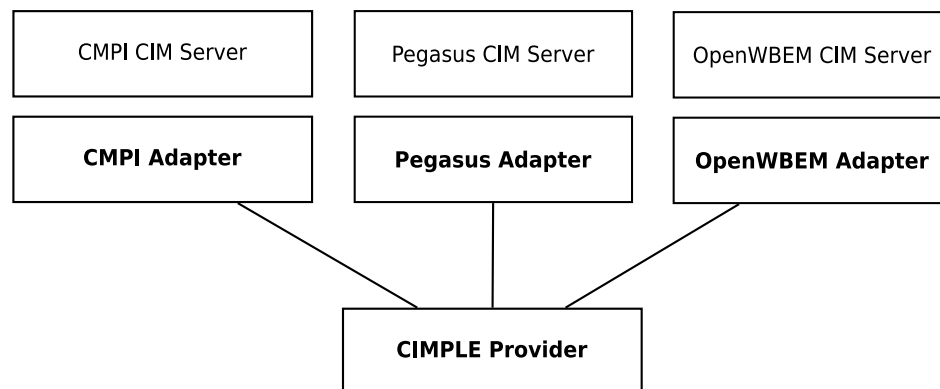 CMPI CIM Server
Pegasus CIM Server
OpenWBEM CIM Server
CMPI Adapter
Pegasus Adapter
OpenWBEM Adapter
CIMPLE Provider